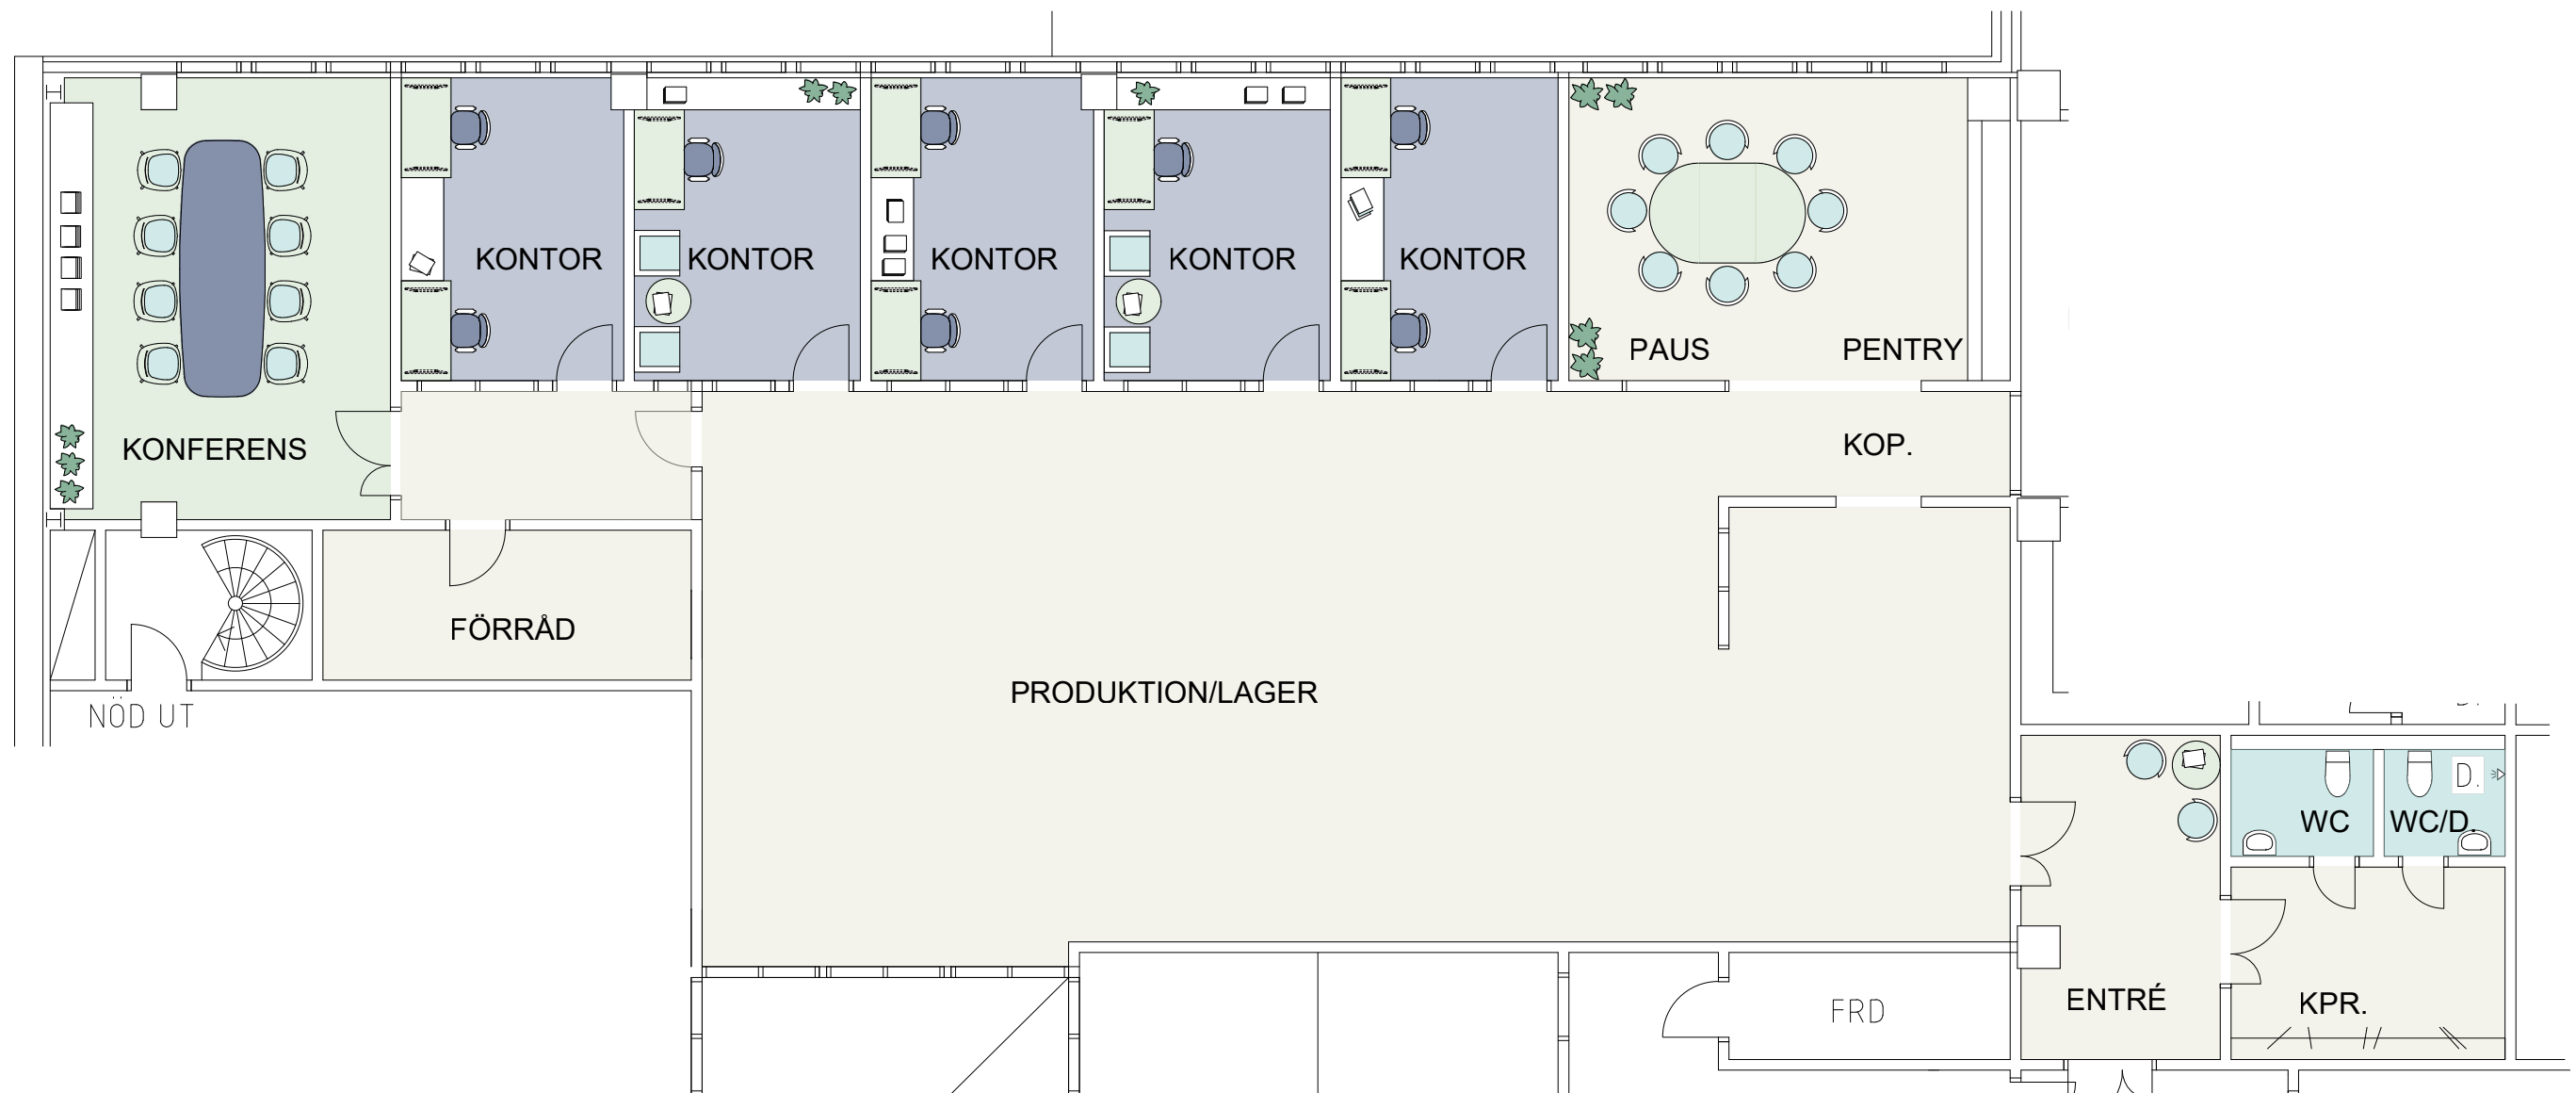 KONTOR
KONTOR
KONTOR
KONTOR
KONTOR
PAUS
PENTRY
KONFERENS
KOP.
FÖRRÅD
PRODUKTION/LAGER
NÖD UT
D.
WC
WC/D.
ENTRÉ
KPR.
FRD